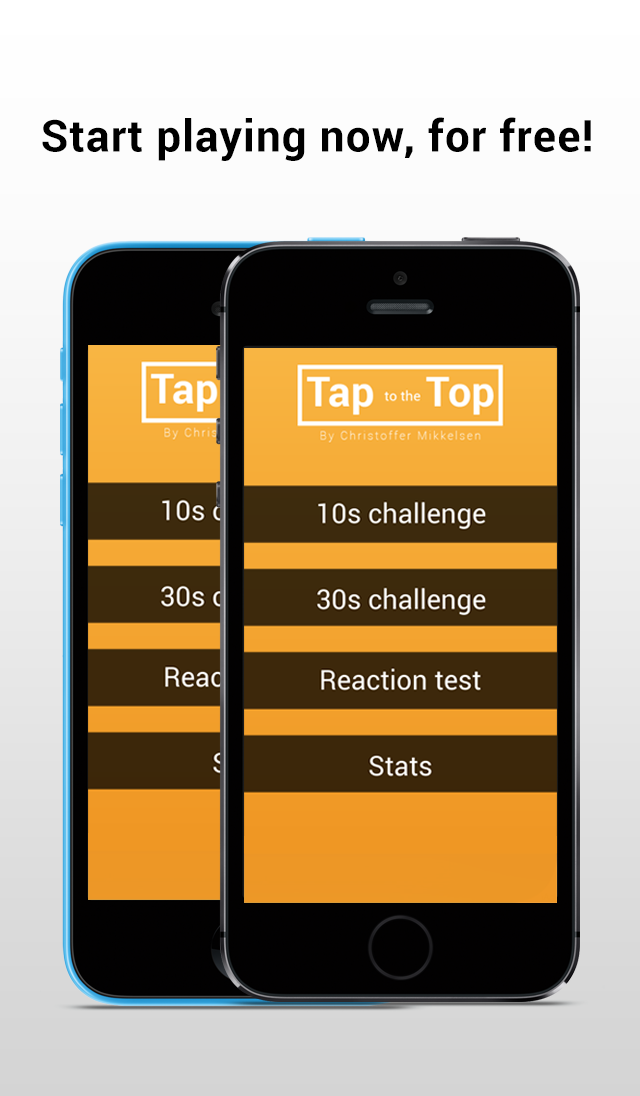 Start playing now, for free!
Tap
By Chris
10s c
30s c
Reac
S
Tap to the Top
By Christoffer Mikkelsen
10s challenge
30s challenge
Reaction test
Stats